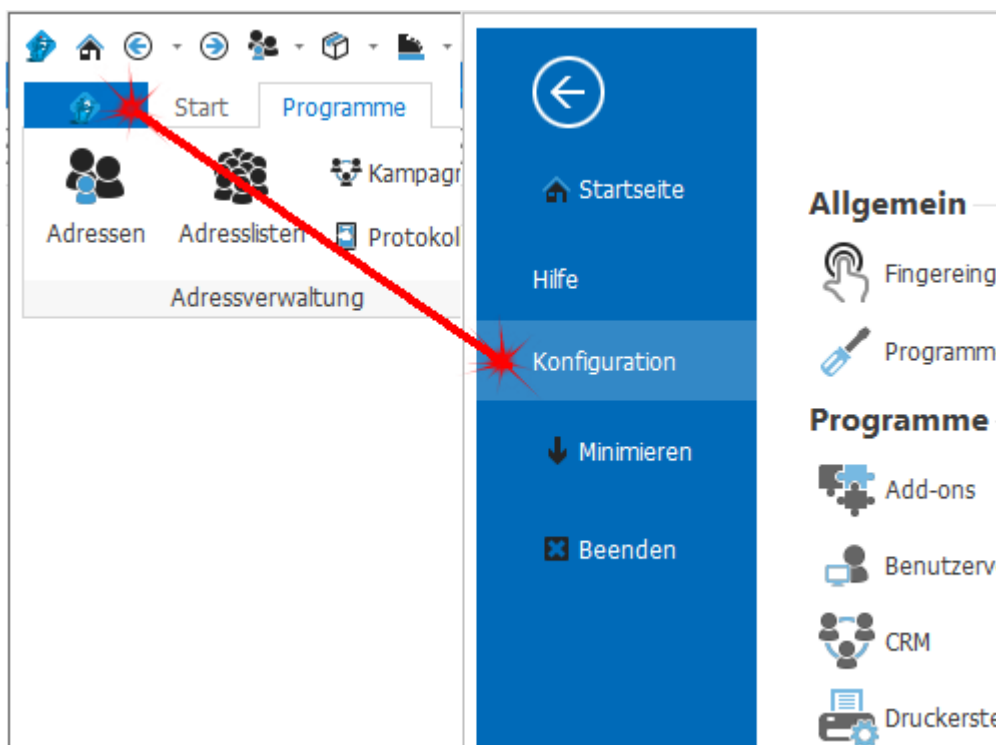 Start
Programme
Adressen
Adresslisten
Kampagn
Protokol
Adressverwaltung
Startseite
Hilfe
Konfiguration
Minimieren
Beenden
Allgemein
Fingereing
Programm
Programme
Add-ons
Benutzerv
CRM
Druckerste